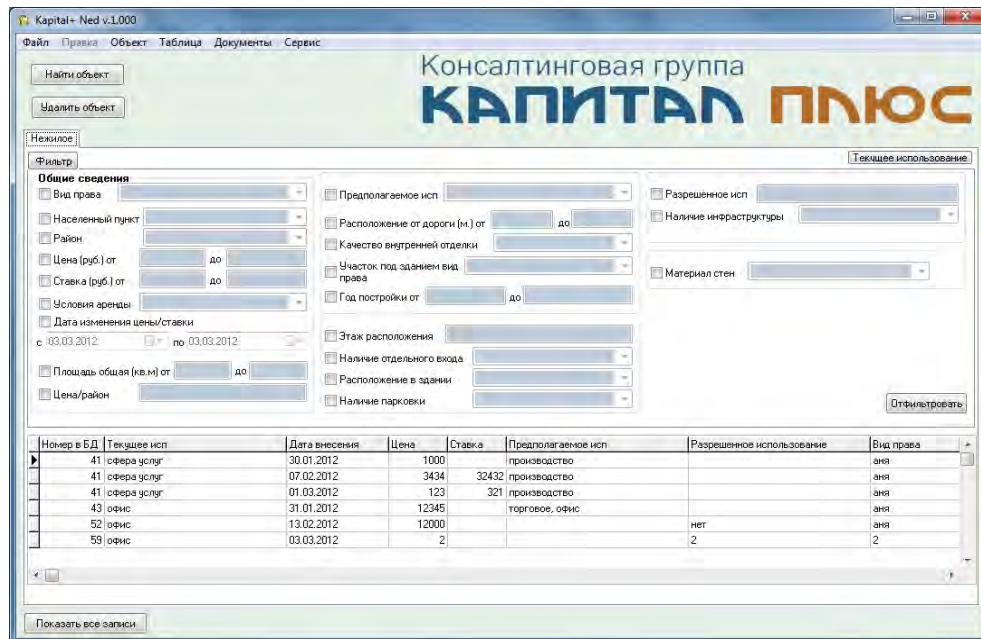 Kapital+ Ned v.1.000
Файл Правка Объект Таблица Документы Сервис
Найти объект
Удалить объект
Консалтинговая группа
КАПИТАЛ ПЛЮС
Нежилое
Фильтр
Текущее использование
Общие сведения
Вид права
Населенный пункт
Район
Цена (руб.) от до
Ставка (руб.) от до
Условия аренды
Дата изменения цены/ставки
с 03.03.2012 по 03.03.2012
Площадь общая (кв.м) от до
Цена/район
Предполагаемое исп
Расположение от дороги (м.) от до
Качество внутренней отделки
Участок под зданием вид
права
Год постройки от до
Этаж расположения
Наличие отдельного входа
Расположение в здании
Наличие парковки
Разрешенное исп
Наличие инфраструктуры
Материал стен
Отфильтровать
Номер в БД Текущее исп Дата внесения Цена Ставка Предполагаемое исп Разрешенное использование Вид права
41 сфера услуг 30.01.2012 1000 производство аня
41 сфера услуг 07.02.2012 3434 32432 производство аня
41 сфера услуг 01.03.2012 123 321 производство аня
43 офис 31.01.2012 12345 торговое, офис аня
52 офис 13.02.2012 12000 нет аня
59 офис 03.03.2012 2 2 2
Показать все записи